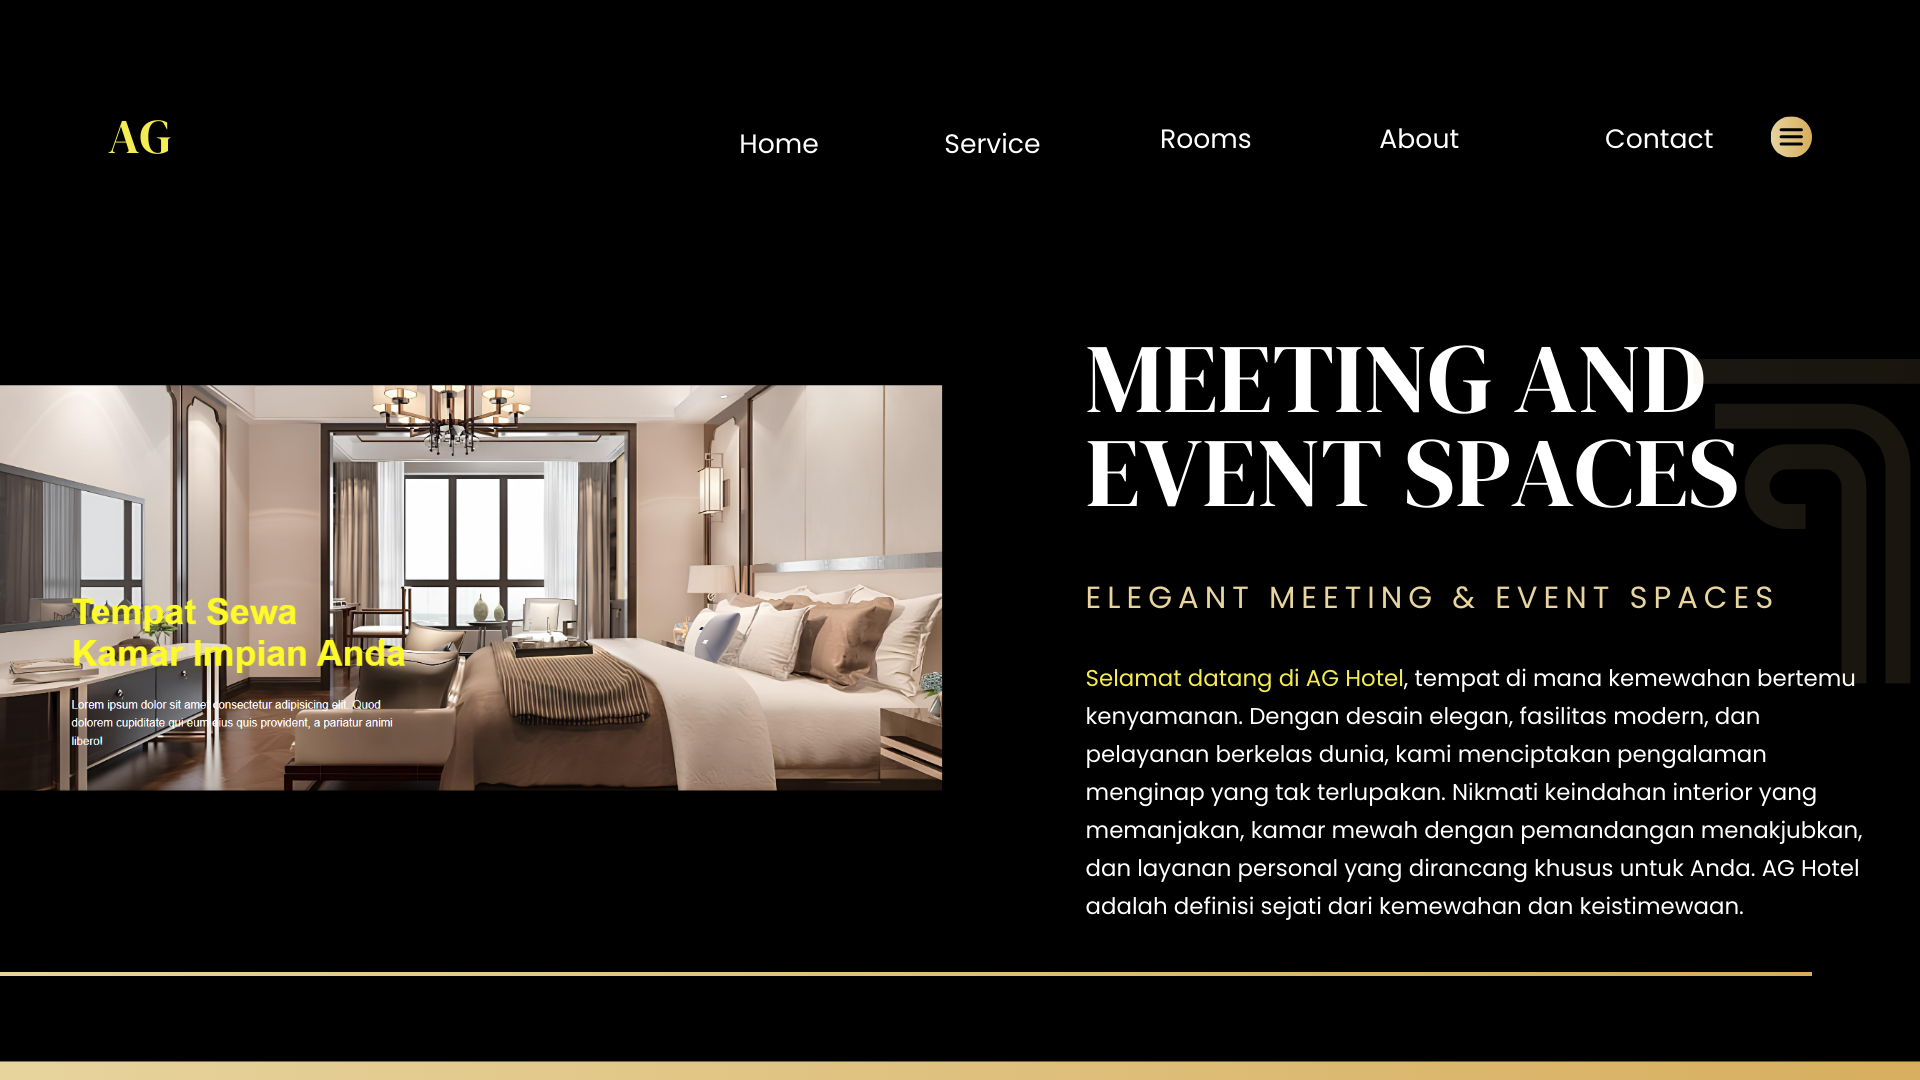 AG
Home
Service
Rooms
About
Contact
MEETING AND
EVENT SPACES
ELEGANT MEETING & EVENT SPACES
Selamat datang di AG Hotel, tempat di mana kemewahan bertemu
kenyamanan. Dengan desain elegan, fasilitas modern, dan
pelayanan berkelas dunia, kami menciptakan pengalaman
menginap yang tak terlupakan. Nikmati keindahan interior yang
memanjakan, kamar mewah dengan pemandangan menakjubkan,
dan layanan personal yang dirancang khusus untuk Anda. AG Hotel
adalah definisi sejati dari kemewahan dan keistimewaan.
Tempat Sewa
Kamar Impian Anda
Lorem ipsum dolor sit amet consectetur adipisicing elit. Quod
dolorem cupiditate qui eum eius quis provident, a pariatur animi
libero!